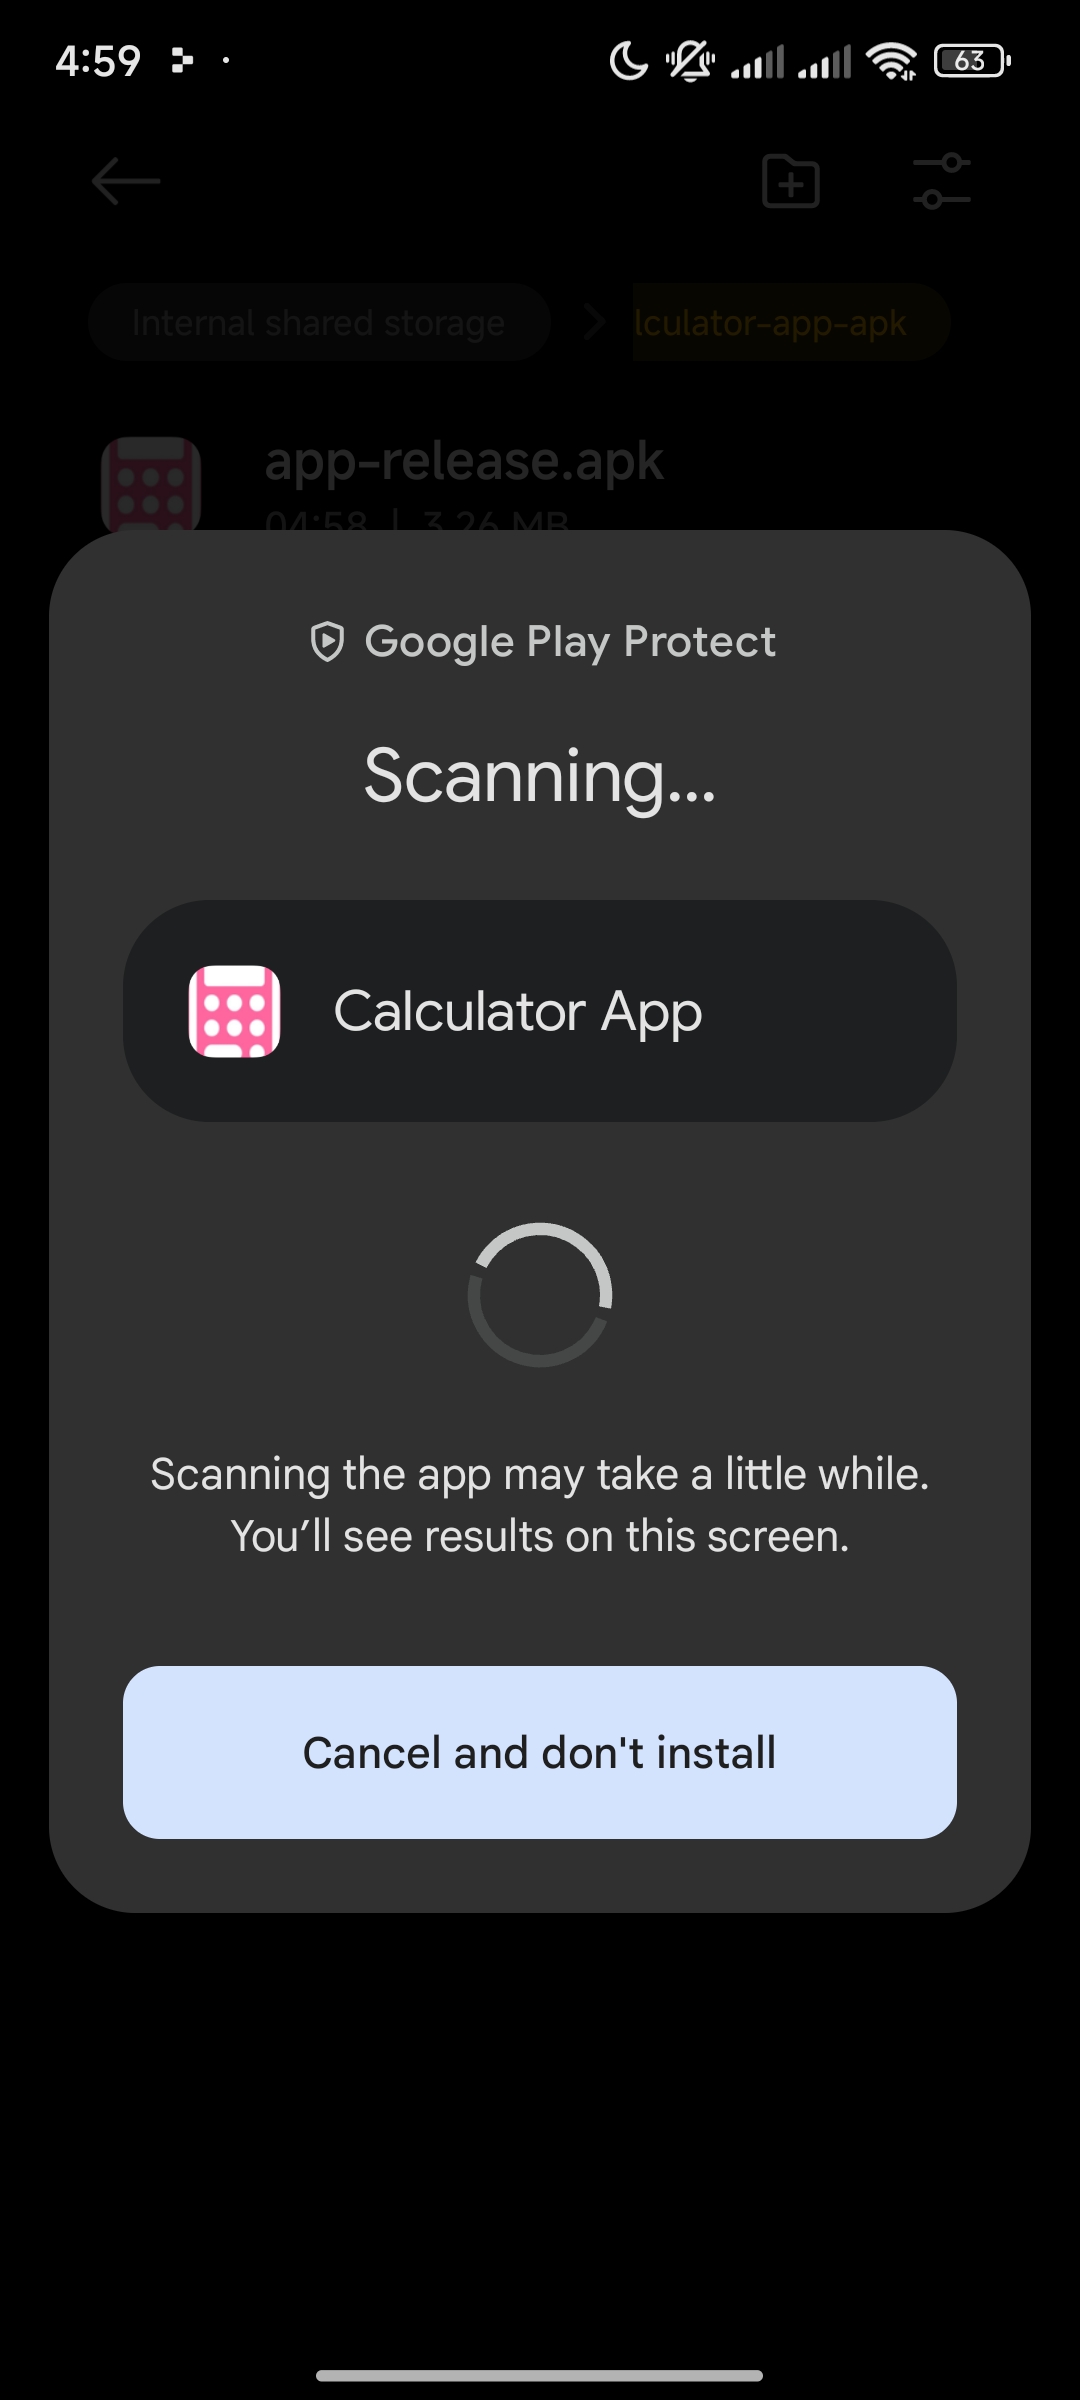 4:59
63
Internal shared storage
lculator-app-apk
app-release.apk
04:58 | 3.26 MB
Google Play Protect
Scanning...
Calculator App
Scanning the app may take a little while.
You’ll see results on this screen.
Cancel and don't install